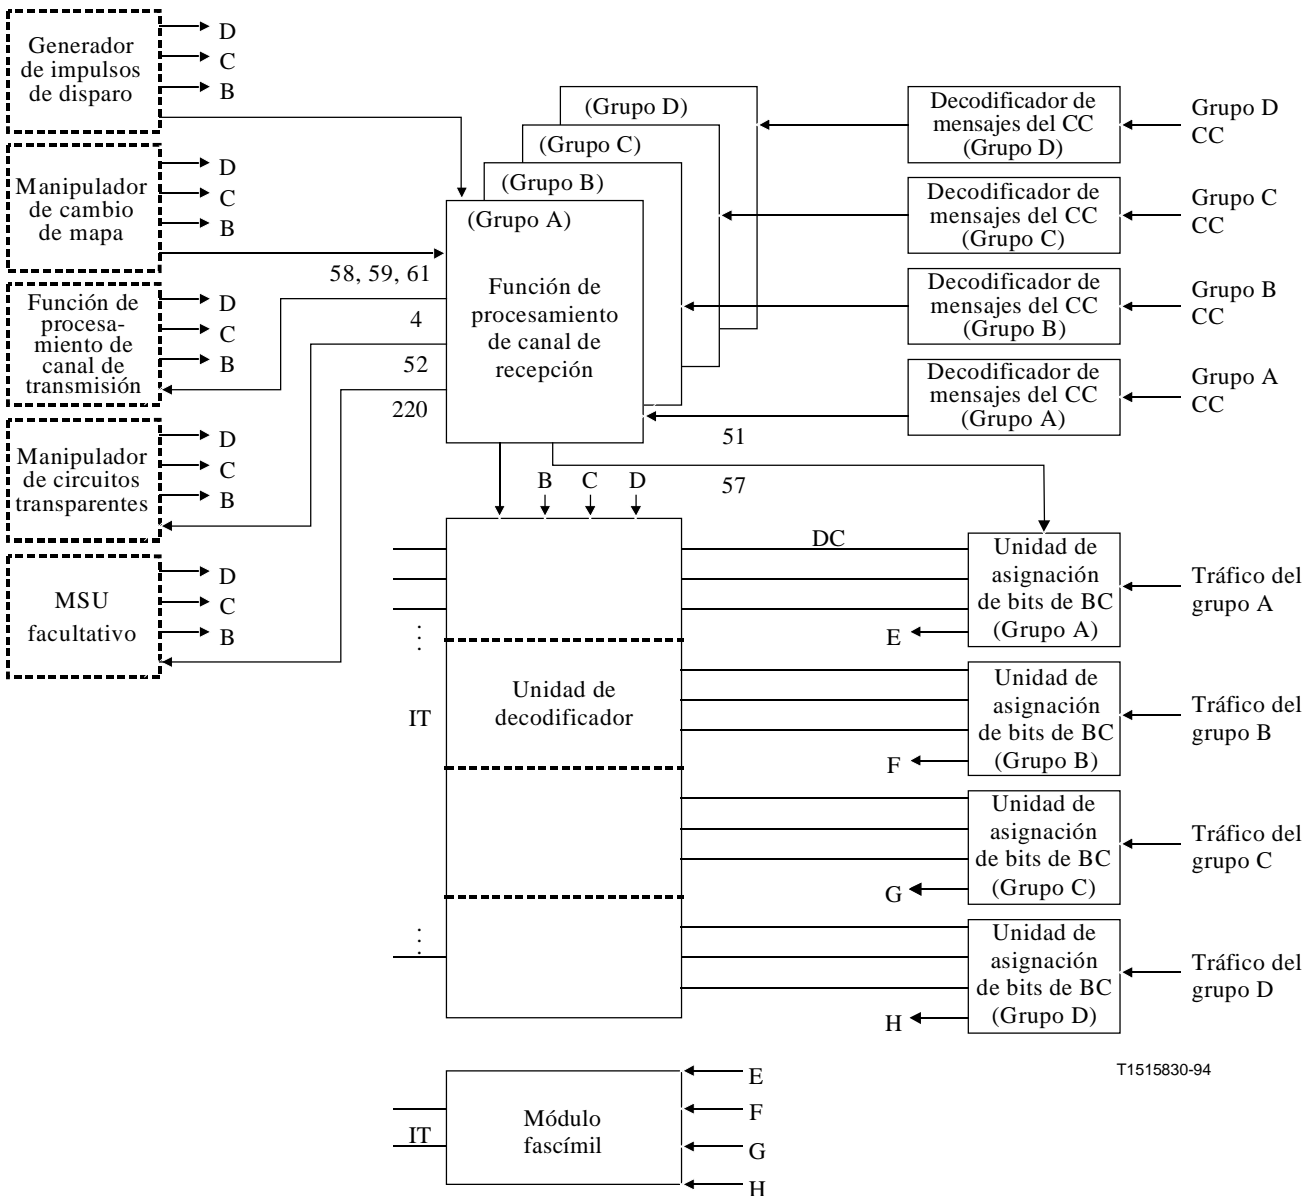 Generador
de impulsos
de disparo
D
C
B
Manipulador
de cambio
de mapa
D
C
B
Función de
procesa-
miento de
canal de
transmisión
D
C
B
Manipulador
de circuitos
transparentes
D
C
B
MSU
facultativo
D
C
B
58, 59, 61
4
52
220
(Grupo D)
(Grupo C)
(Grupo B)
(Grupo A)
Función de
procesamiento
de canal de
recepción
Decodificador de
mensajes del CC
(Grupo D)
Grupo D
CC
Decodificador de
mensajes del CC
(Grupo C)
Grupo C
CC
Decodificador de
mensajes del CC
(Grupo B)
Grupo B
CC
Decodificador de
mensajes del CC
(Grupo A)
Grupo A
CC
51
57
B C D
DC
IT
Unidad de
decodificador
Unidad de
asignación
de bits de BC
(Grupo A)
Tráfico del
grupo A
E
Unidad de
asignación
de bits de BC
(Grupo B)
Tráfico del
grupo B
F
Unidad de
asignación
de bits de BC
(Grupo C)
Tráfico del
grupo C
G
Unidad de
asignación
de bits de BC
(Grupo D)
Tráfico del
grupo D
H
T1515830-94
IT
Módulo
fascímil
E
F
G
H